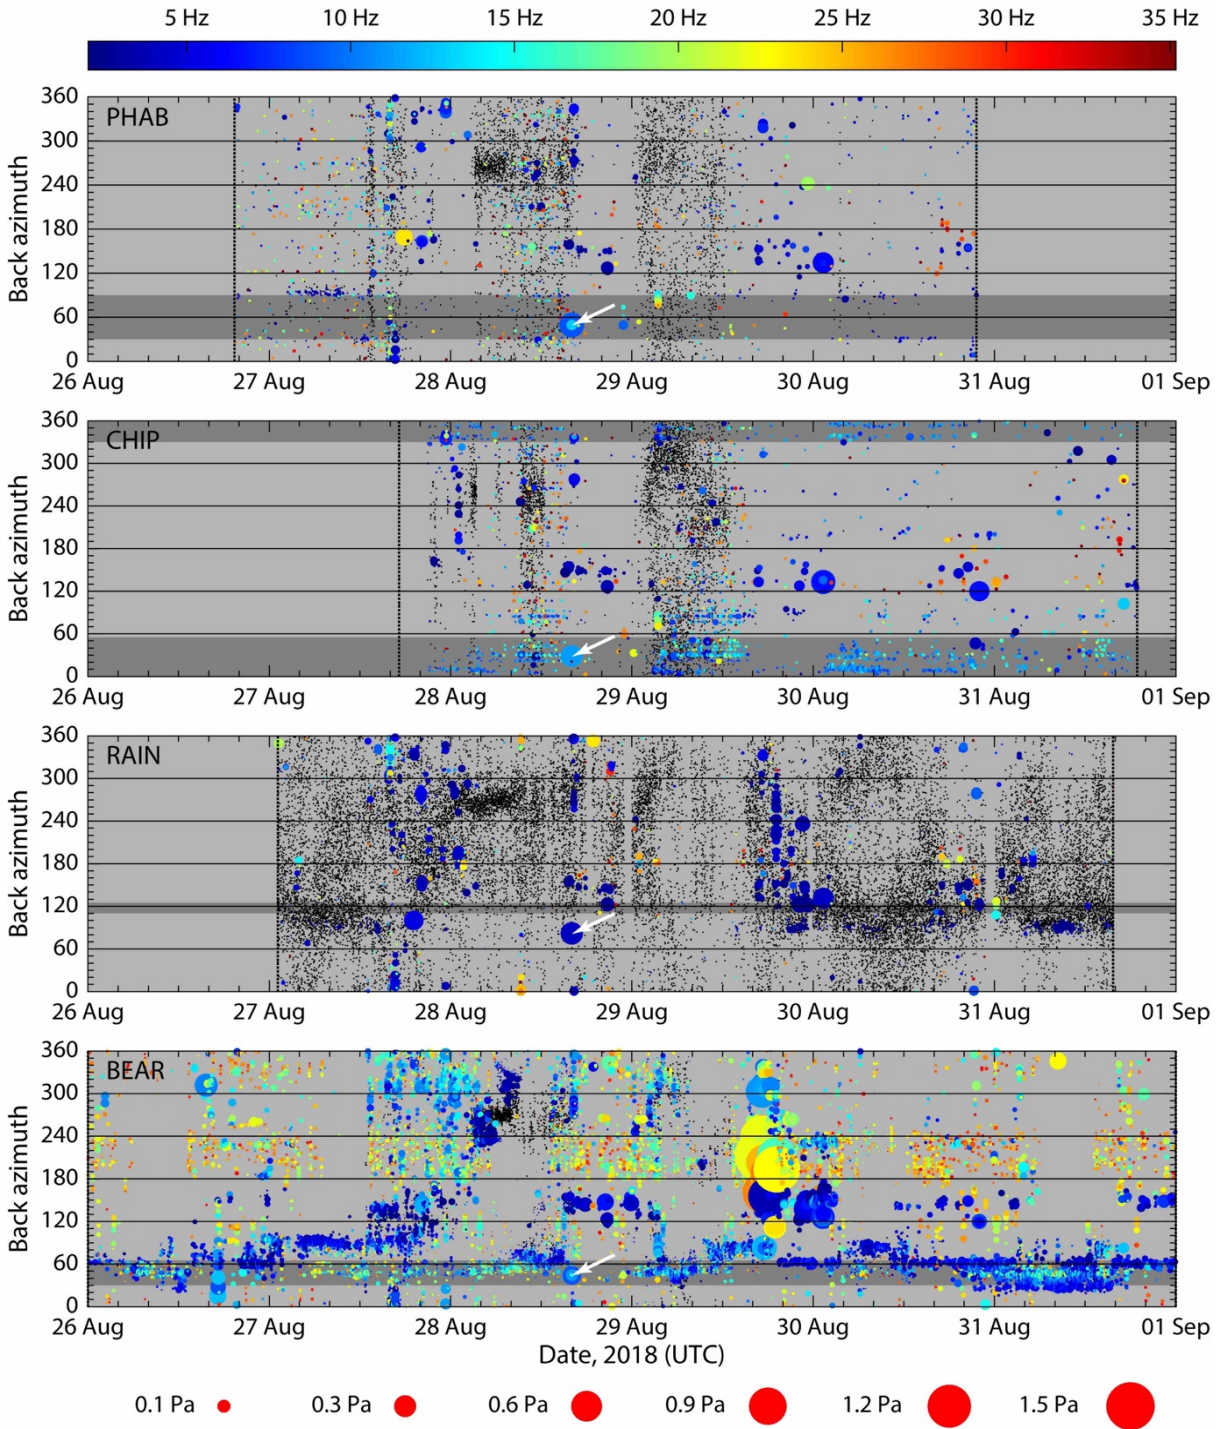 5 Hz 10 Hz 15 Hz 20 Hz 25 Hz 30 Hz 35 Hz
360
PHAB
300
240
Back azimuth
180
120
60
0
26 Aug 27 Aug 28 Aug 29 Aug 30 Aug 31 Aug 01 Sep
360
CHIP
300
240
Back azimuth
180
120
60
0
26 Aug 27 Aug 28 Aug 29 Aug 30 Aug 31 Aug 01 Sep
360
RAIN
300
240
Back azimuth
180
120
60
0
26 Aug 27 Aug 28 Aug 29 Aug 30 Aug 31 Aug 01 Sep
360
BEAR
300
240
Back azimuth
180
120
60
0
26 Aug 27 Aug 28 Aug 29 Aug 30 Aug 31 Aug 01 Sep
Date, 2018 (UTC)
0.1 Pa 0.3 Pa 0.6 Pa 0.9 Pa 1.2 Pa 1.5 Pa